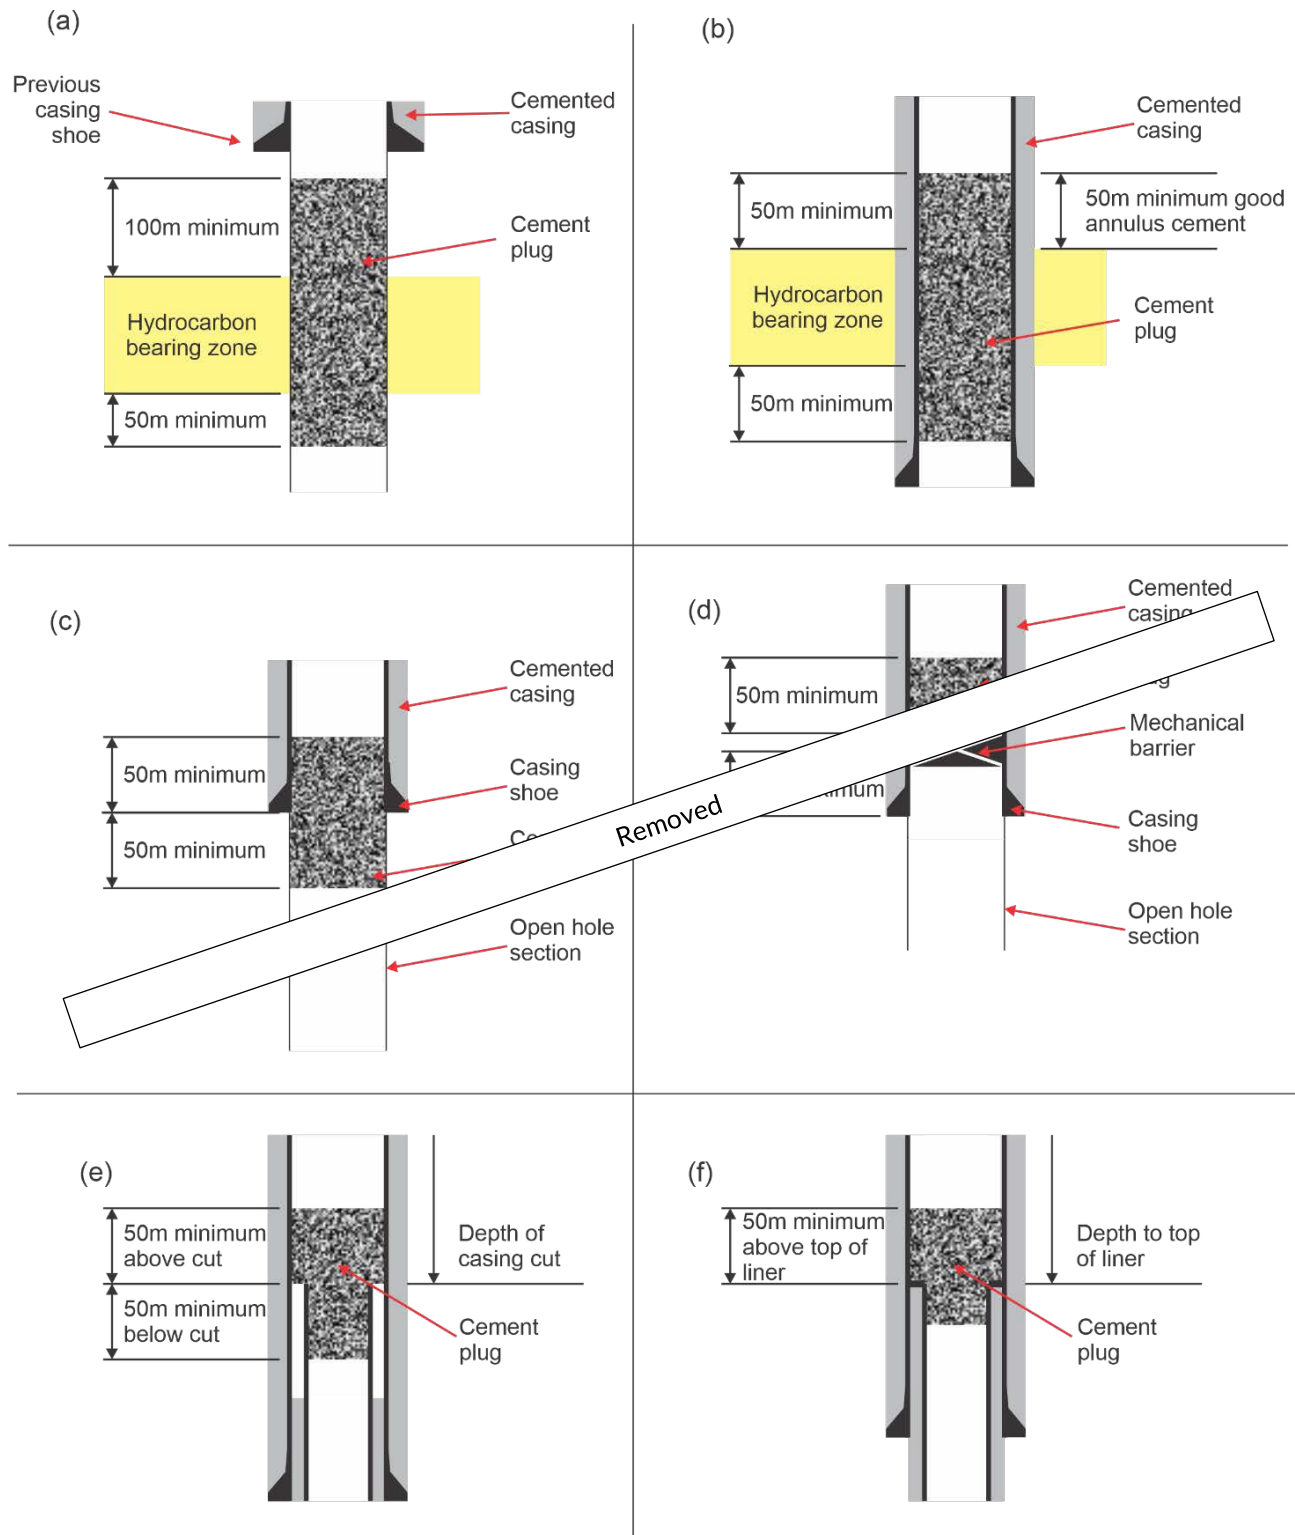 (a)
Previous
casing
shoe
Cemented
casing
100m minimum
Cement
plug
Hydrocarbon
bearing zone
50m minimum
(b)
Cemented
casing
50m minimum
50m minimum good
annulus cement
Hydrocarbon
bearing zone
Cement
plug
50m minimum
(c)
Cemented
casing
50m minimum
Casing
shoe
50m minimum
Open hole
section
Removed
(d)
Cemented
casing
50m minimum
Mechanical
barrier
Casing
shoe
Open hole
section
(e)
50m minimum
above cut
Depth of
casing cut
50m minimum
below cut
Cement
plug
(f)
50m minimum
above top of
liner
Depth to top
of liner
Cement
plug